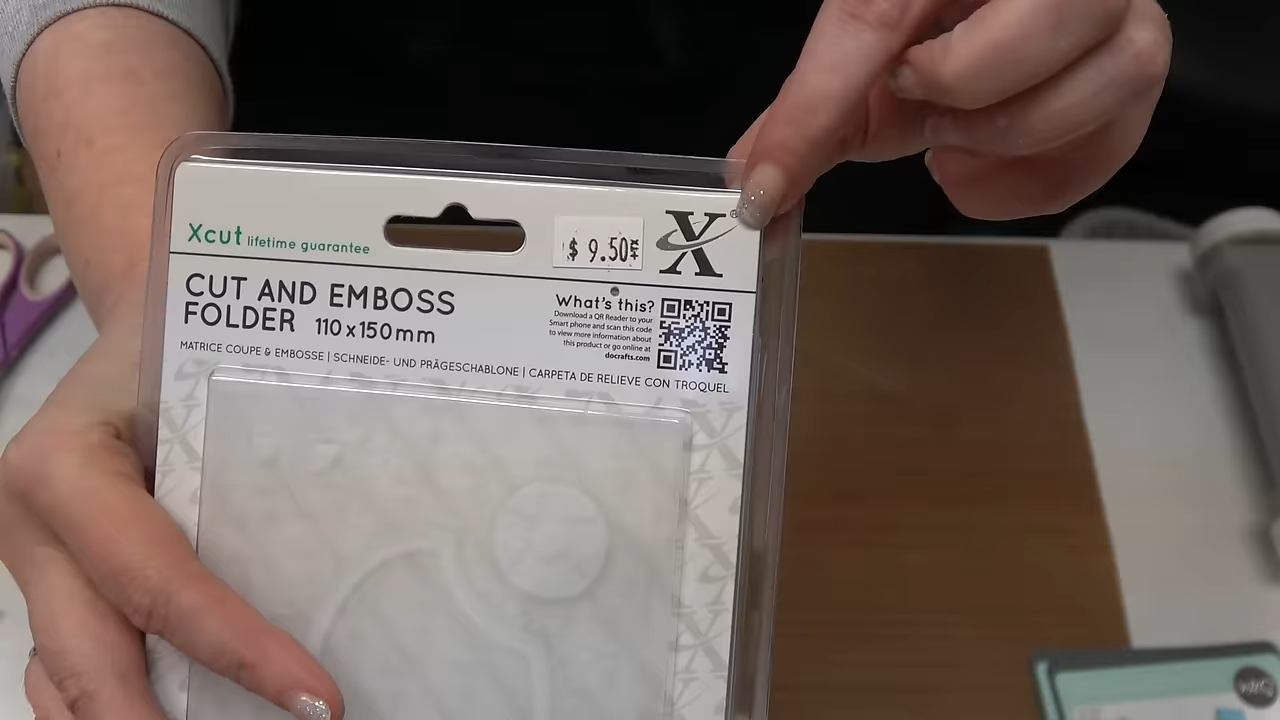 Xcut lifetime guarantee
$ 9.50
X®
CUT AND EMBOSS
FOLDER 110 x 150 mm
What's this?
Download a QR Reader to your
Smart phone and scan this code
to view more information about
this product or go online at
docrafts.com
MATRICE COUPE & EMBOSSE | SCHNEIDE- UND PRÄGESCHABLONE | CARPETA DE RELIEVE CON TROQUEL